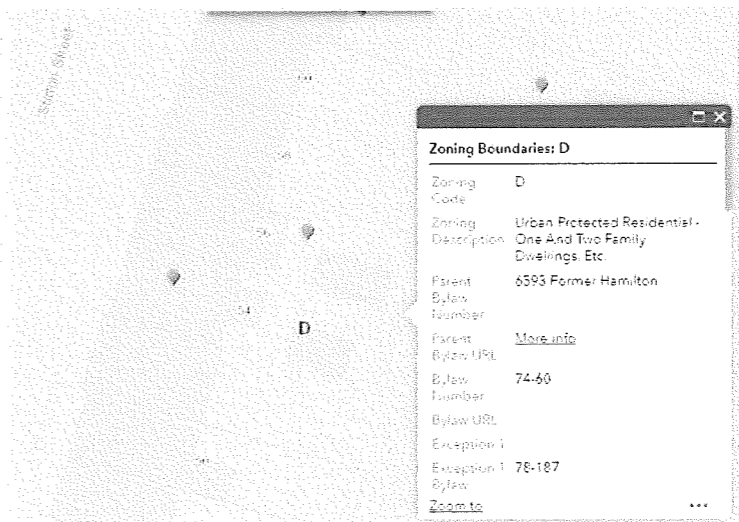 Zoning Boundaries: D
Zoning Code
D
Zoning Description
Urban Protected Residential -
One And Two Family
Dwellings, Etc.
Parent Bylaw Number
6593 Former Hamilton
Parent Bylaw URL
More info
Bylaw Number
74-60
Bylaw URL
Exception 1
Exception 1 Bylaw
78-187
Zoom to
54
D
Street